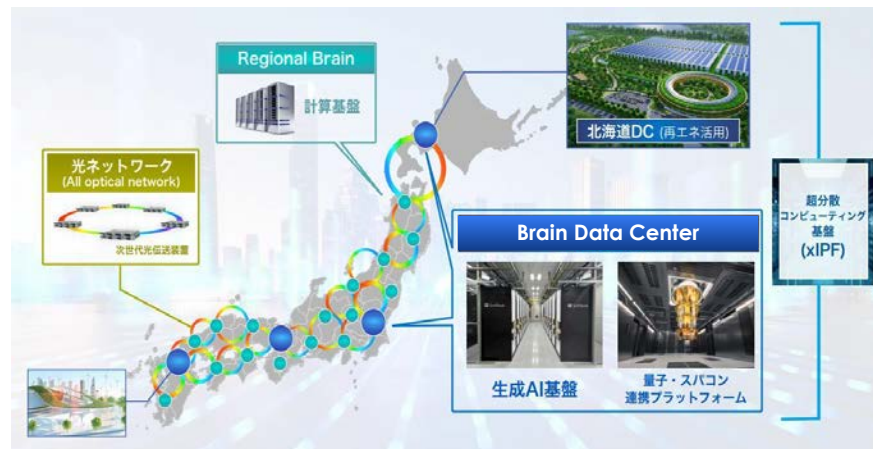 Regional Brain
計算基盤
北海道DC (再エネ活用)
光ネットワーク
(All optical network)
次世代光伝送装置
Brain Data Center
生成AI基盤
量子・スパコン
連携プラットフォーム
超分散
コンピューティング
基盤
(xIPF)